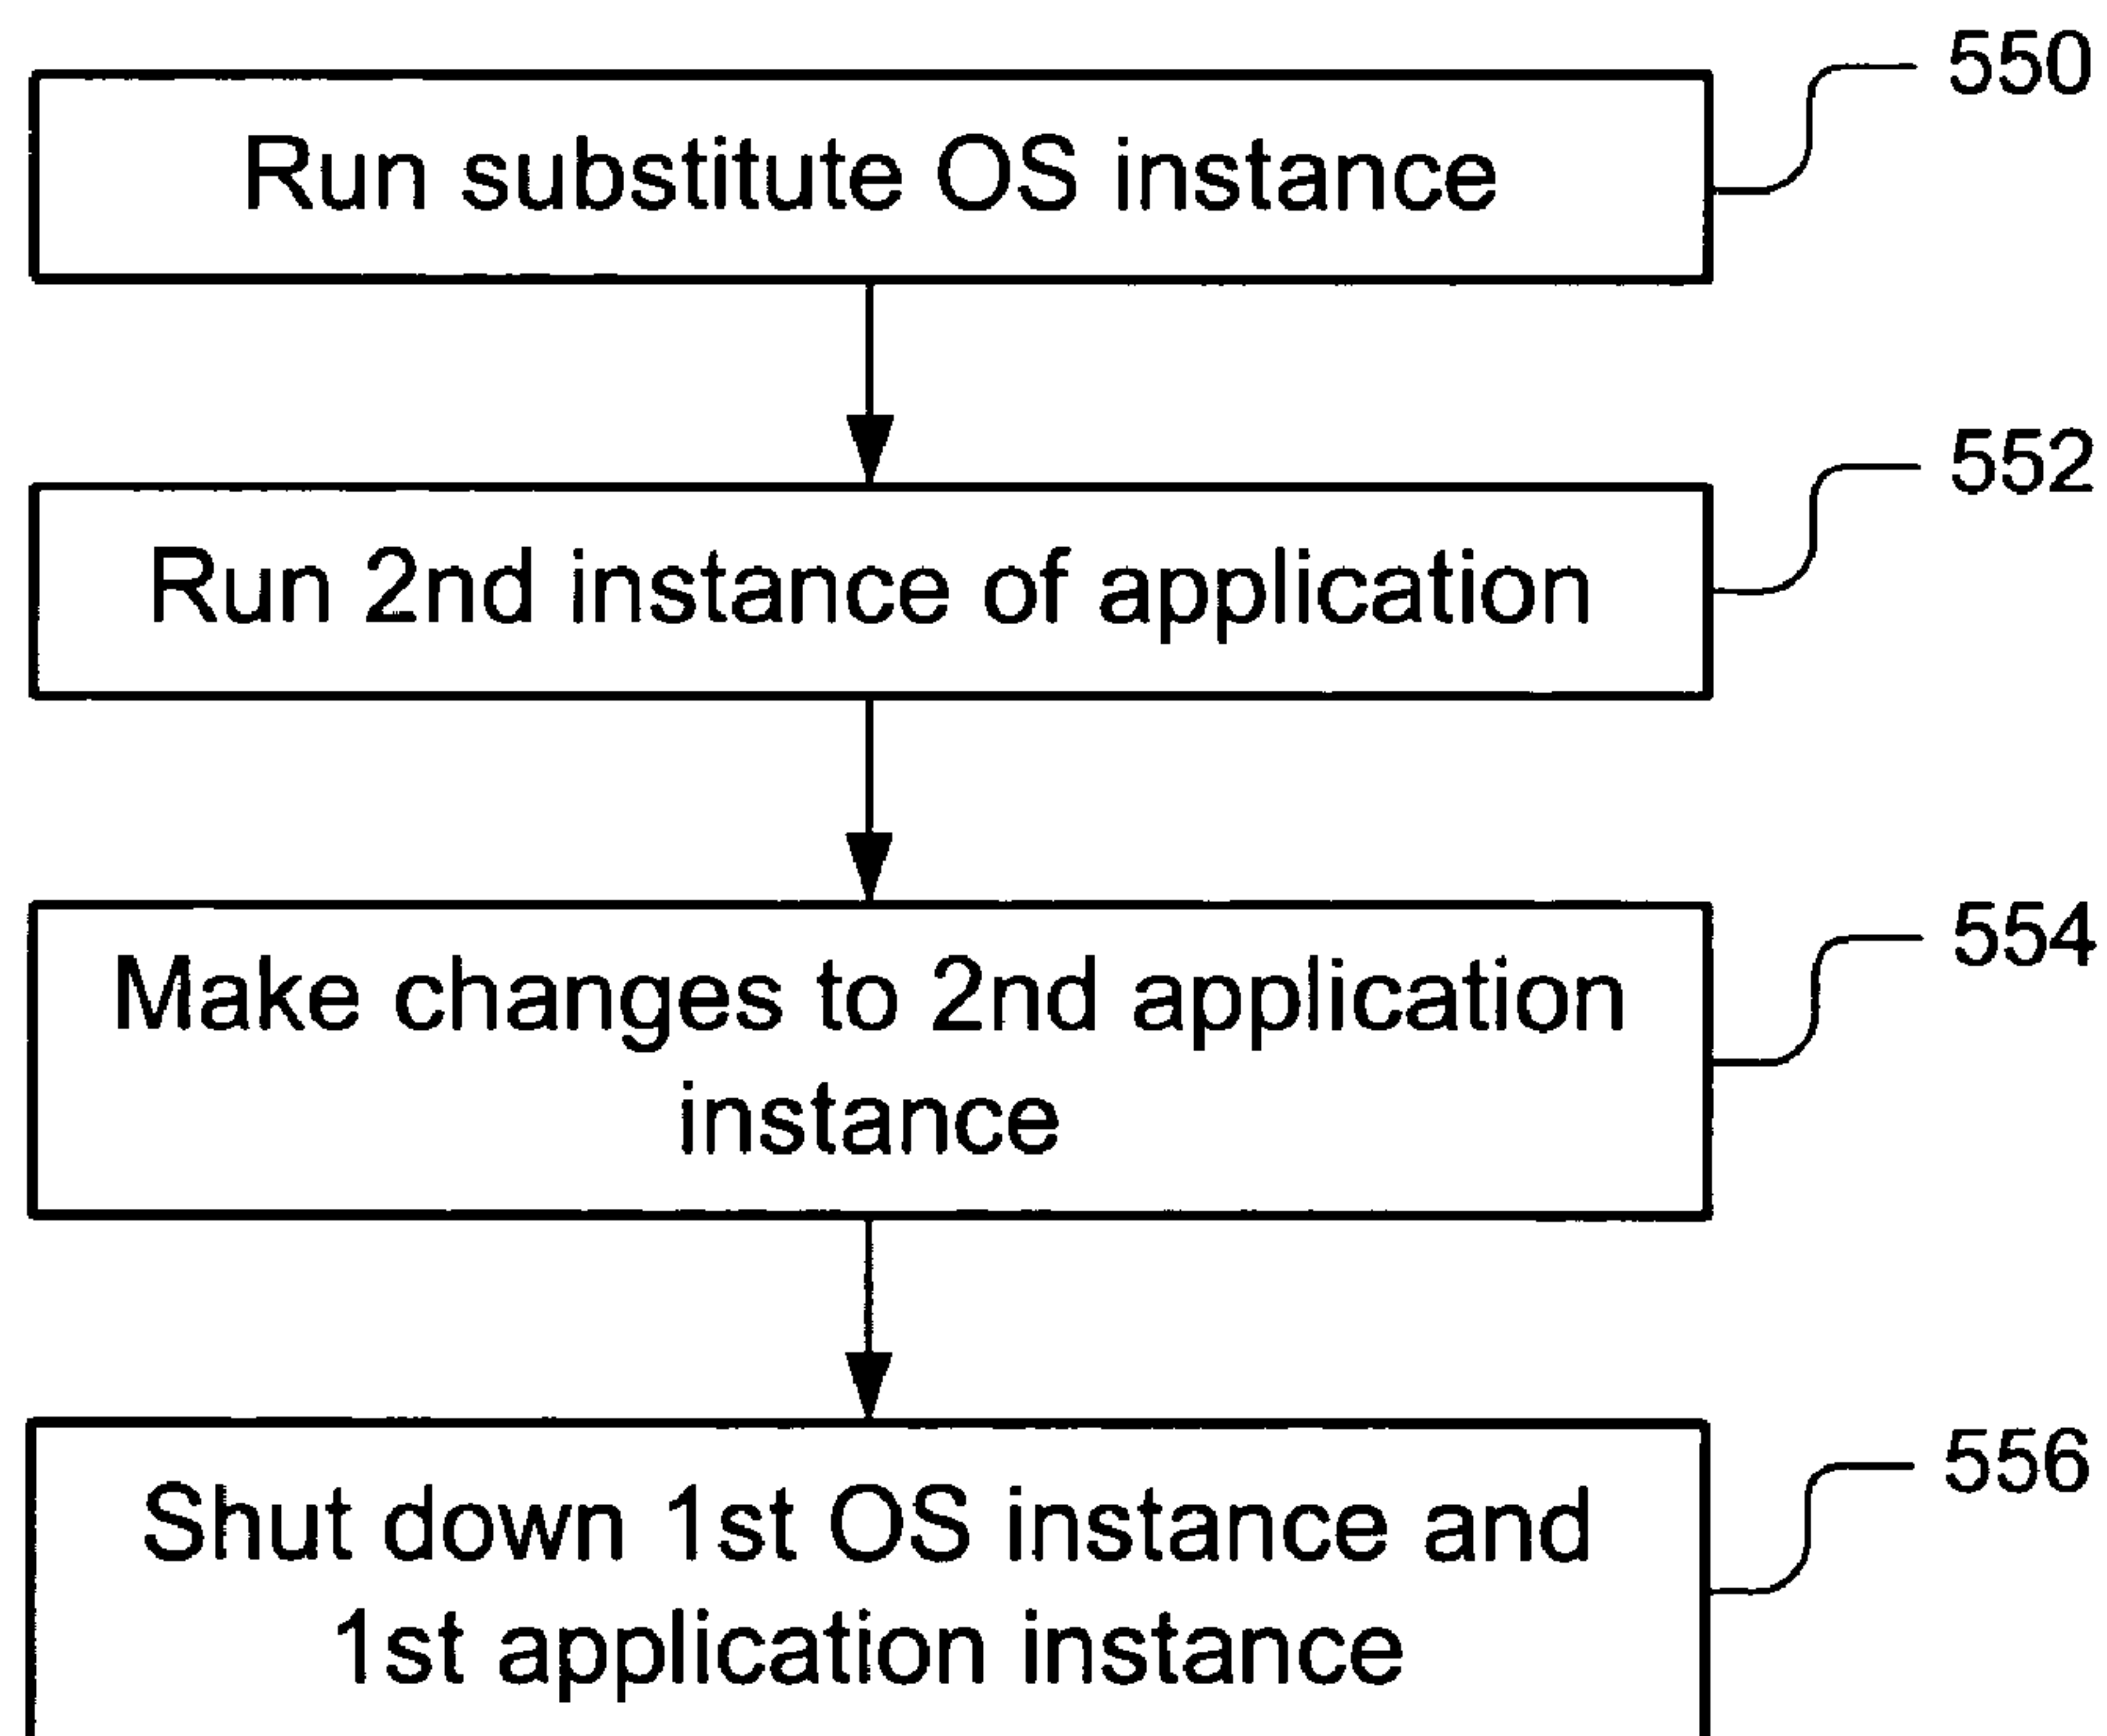 550
Run substitute OS instance
552
Run 2nd instance of application
554
Make changes to 2nd application
instance
556
Shut down 1st OS instance and
1st application instance